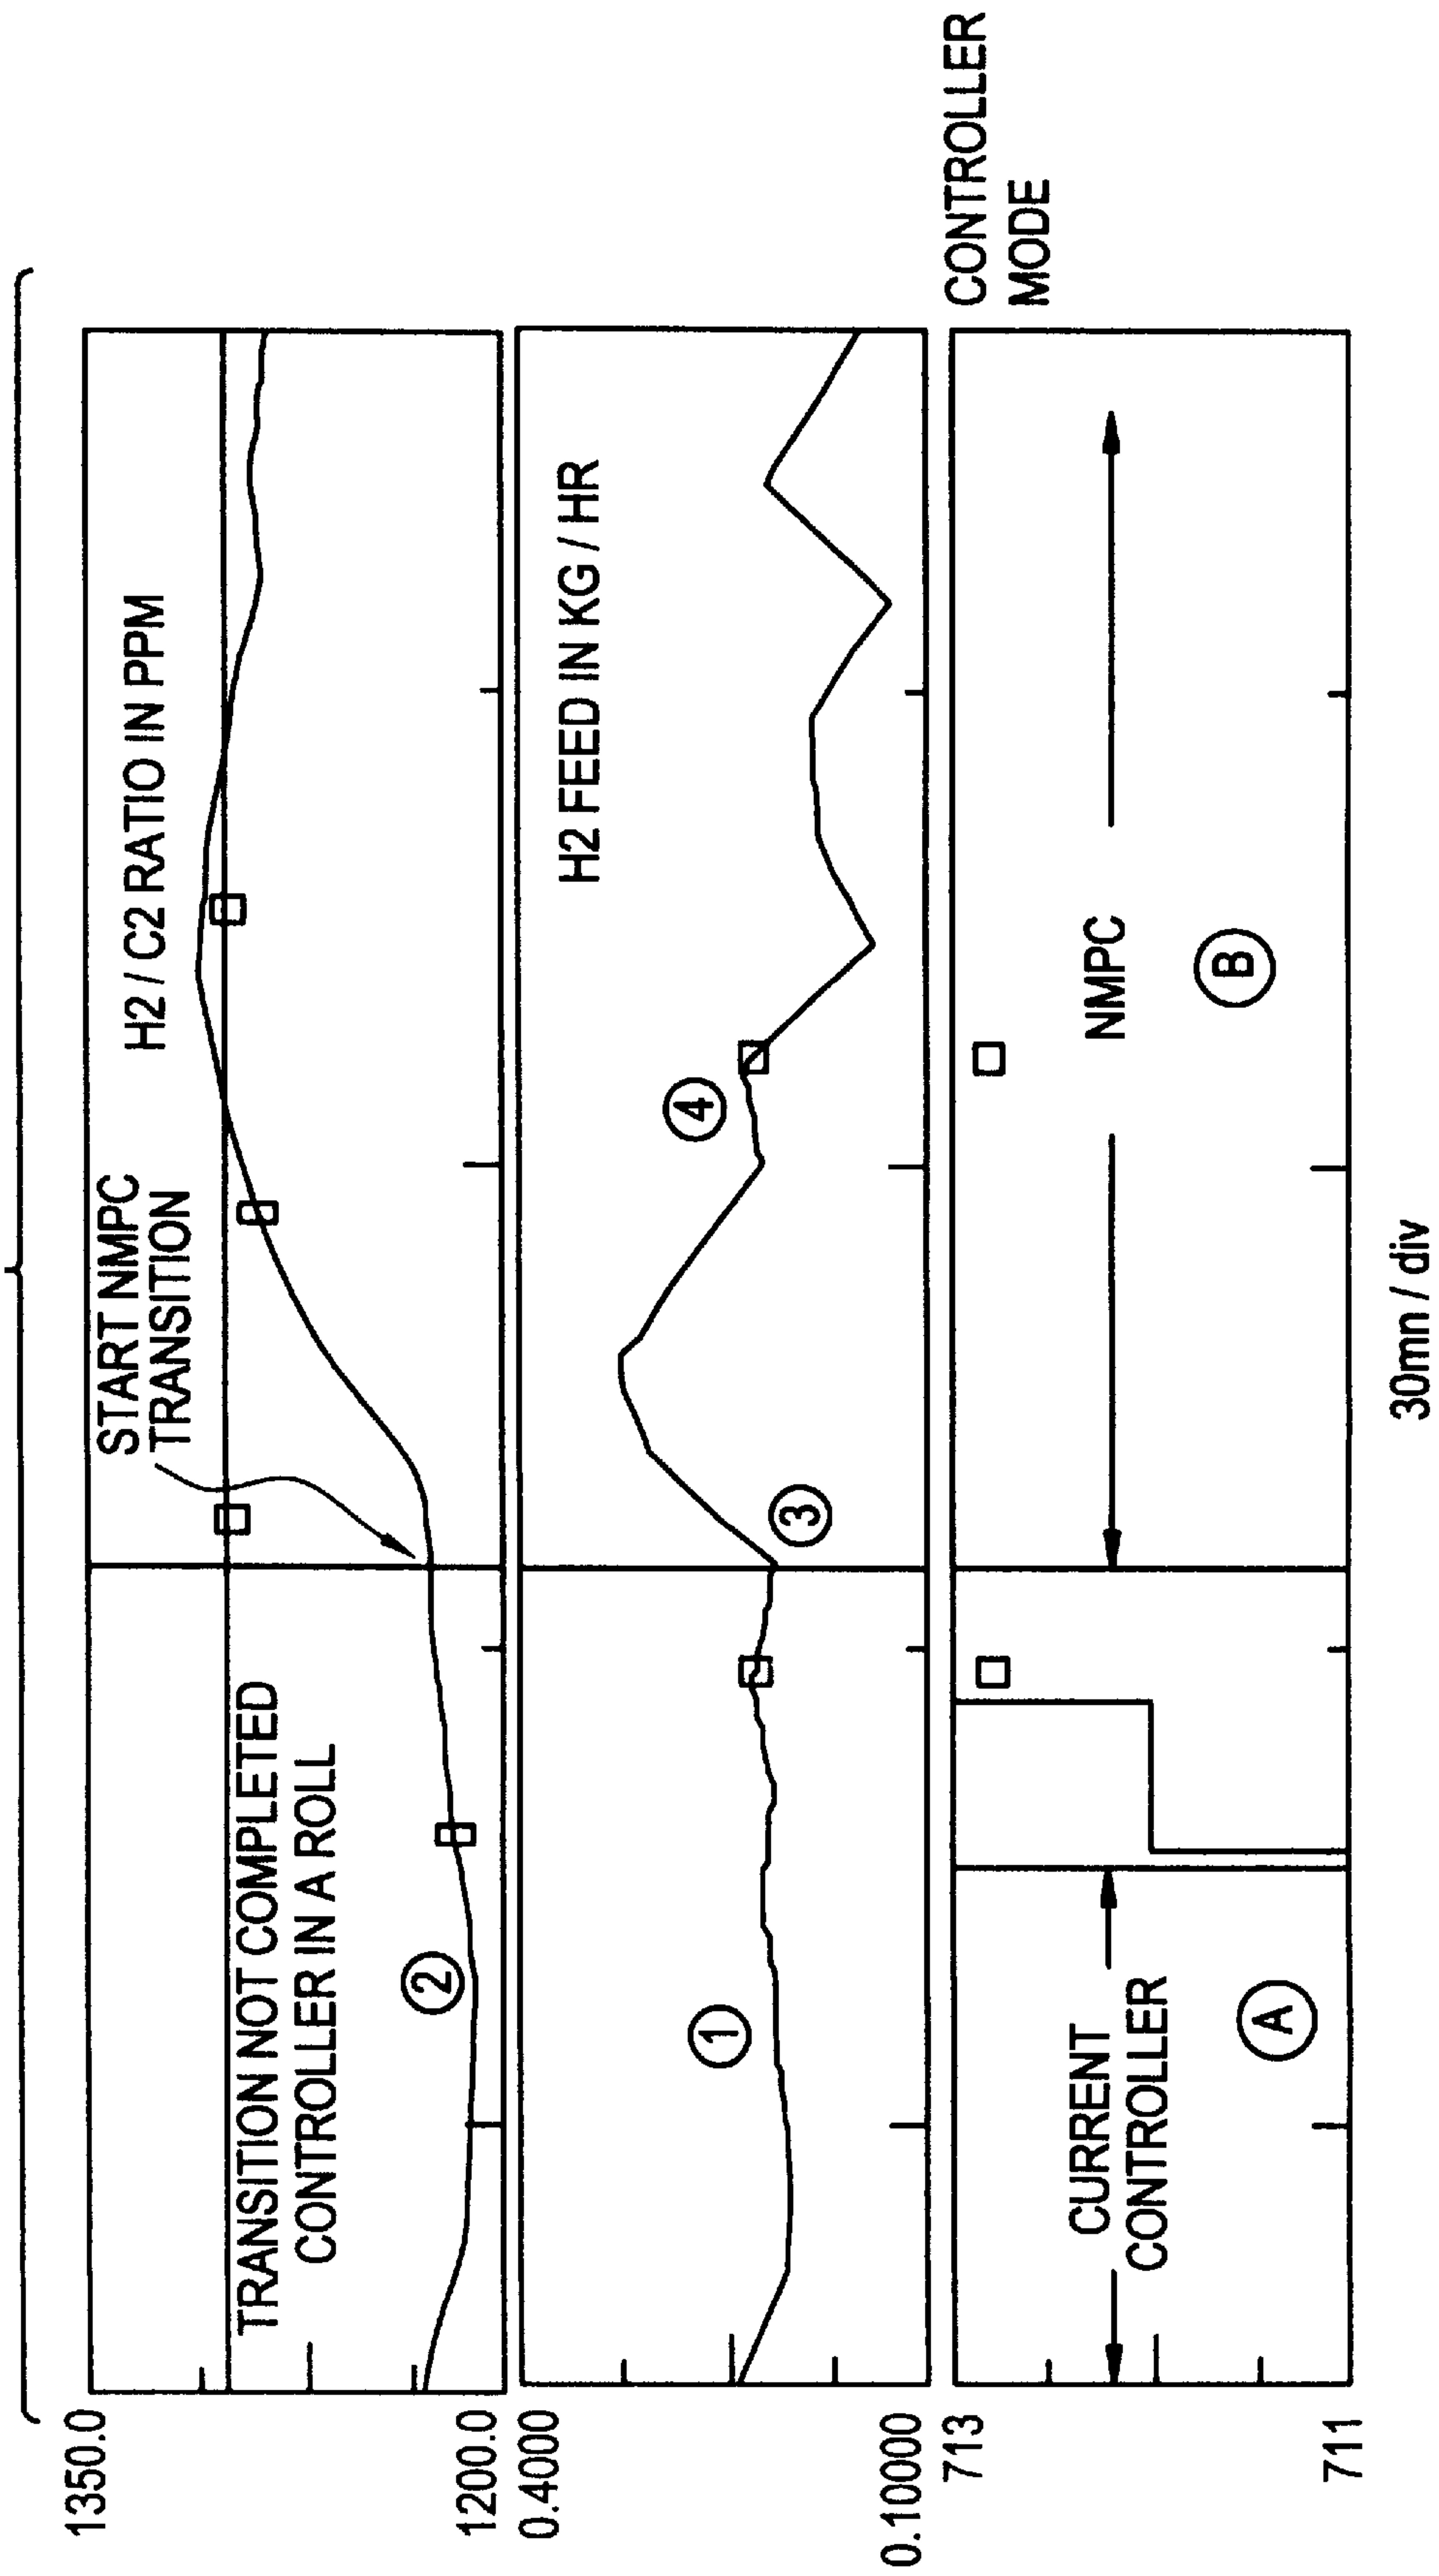 1350.0
TRANSITION NOT COMPLETED
CONTROLLER IN A ROLL
START NMPC
TRANSITION
H2 / C2 RATIO IN PPM
2
1200.0
0.4000
H2 FEED IN KG / HR
1
3
4
0.10000
713
CURRENT
CONTROLLER
A
NMPC
B
CONTROLLER
MODE
711
30mn / div